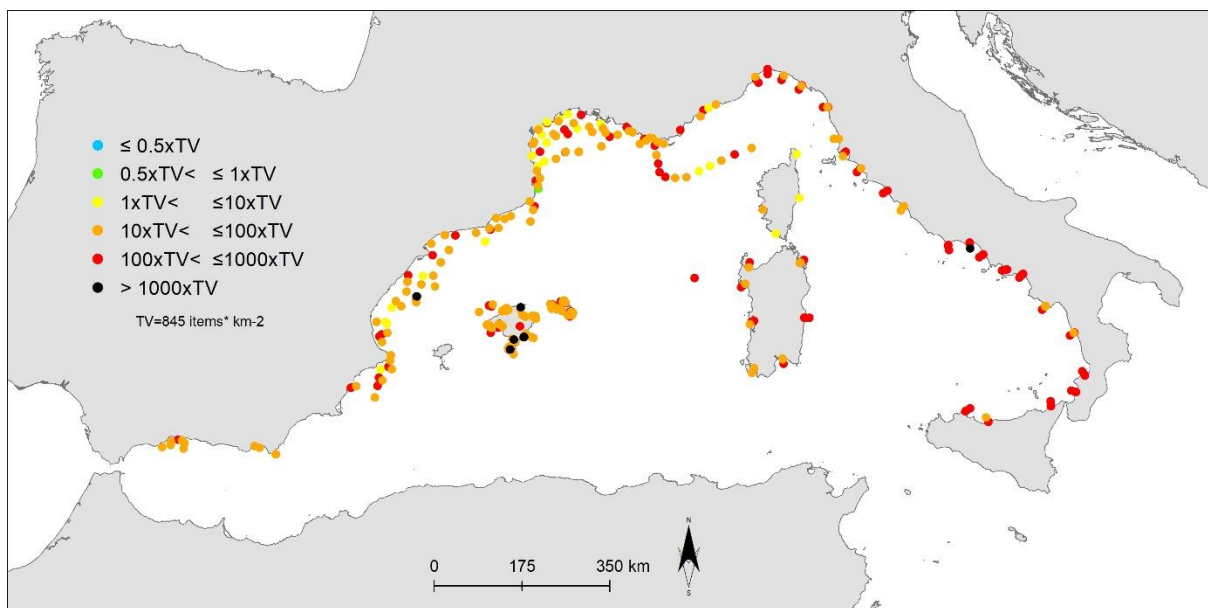 ≤ 0.5xTV
0.5xTV< ≤ 1xTV
1xTV< ≤10xTV
10xTV< ≤100xTV
100xTV< ≤1000xTV
> 1000xTV
TV=845 items* km-2
N
S
0 175 350 km